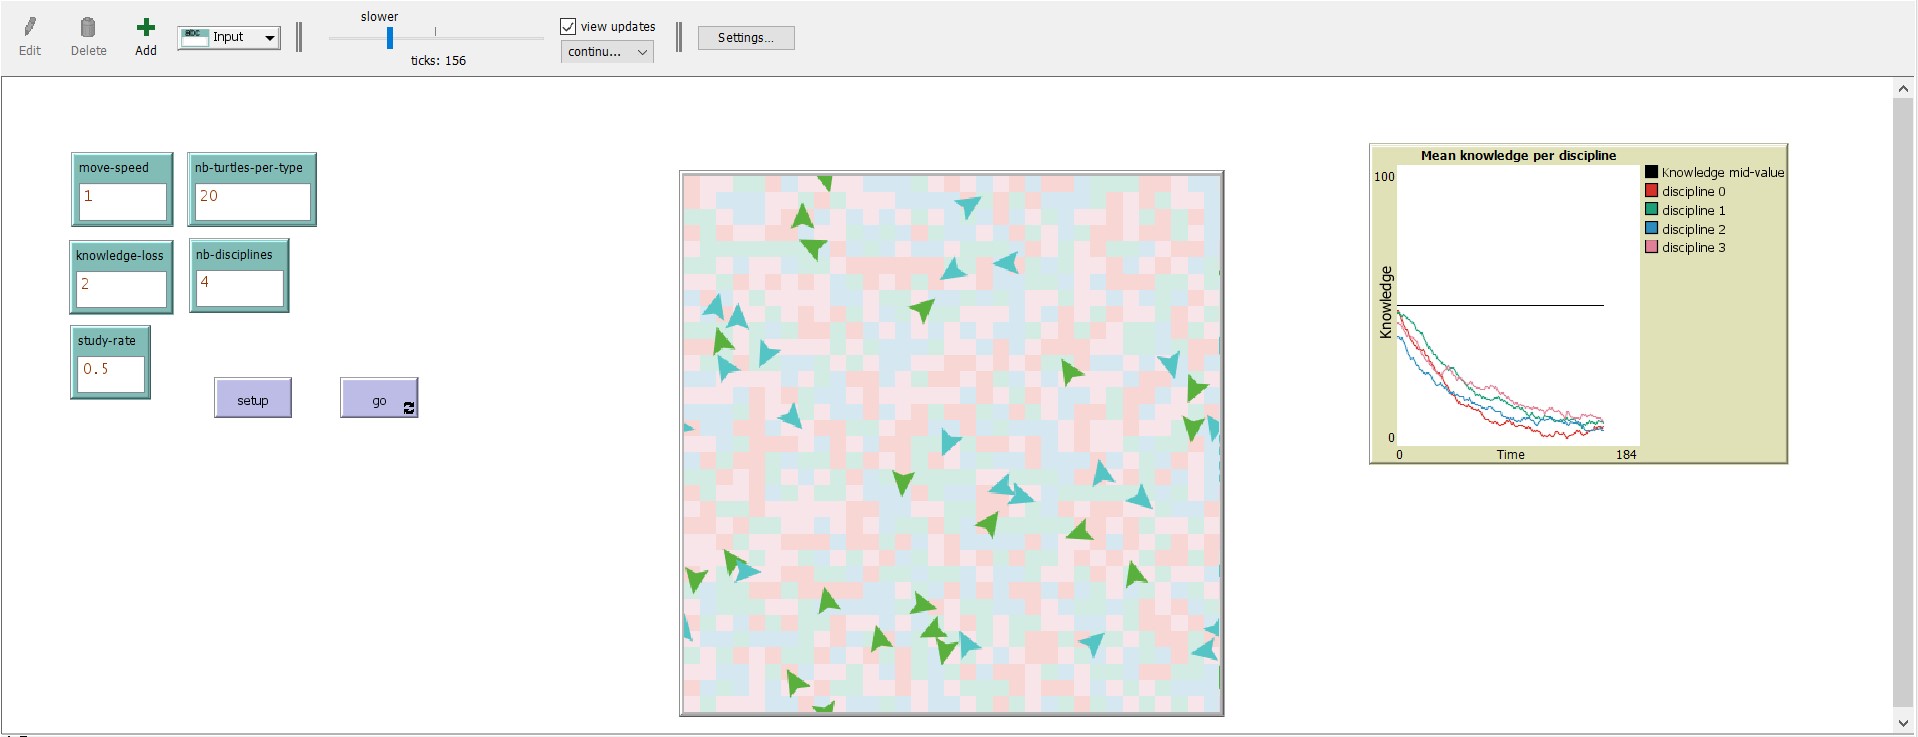 slower
view updates
Edit
Delete
Add
abc
Input
continu...
Settings...
ticks: 156
move-speed
1
nb-turtles-per-type
20
knowledge-loss
2
nb-disciplines
4
study-rate
0.5
setup
go
Mean knowledge per discipline
100
Knowledge
0
0
Time
184
Knowledge mid-value
discipline 0
discipline 1
discipline 2
discipline 3